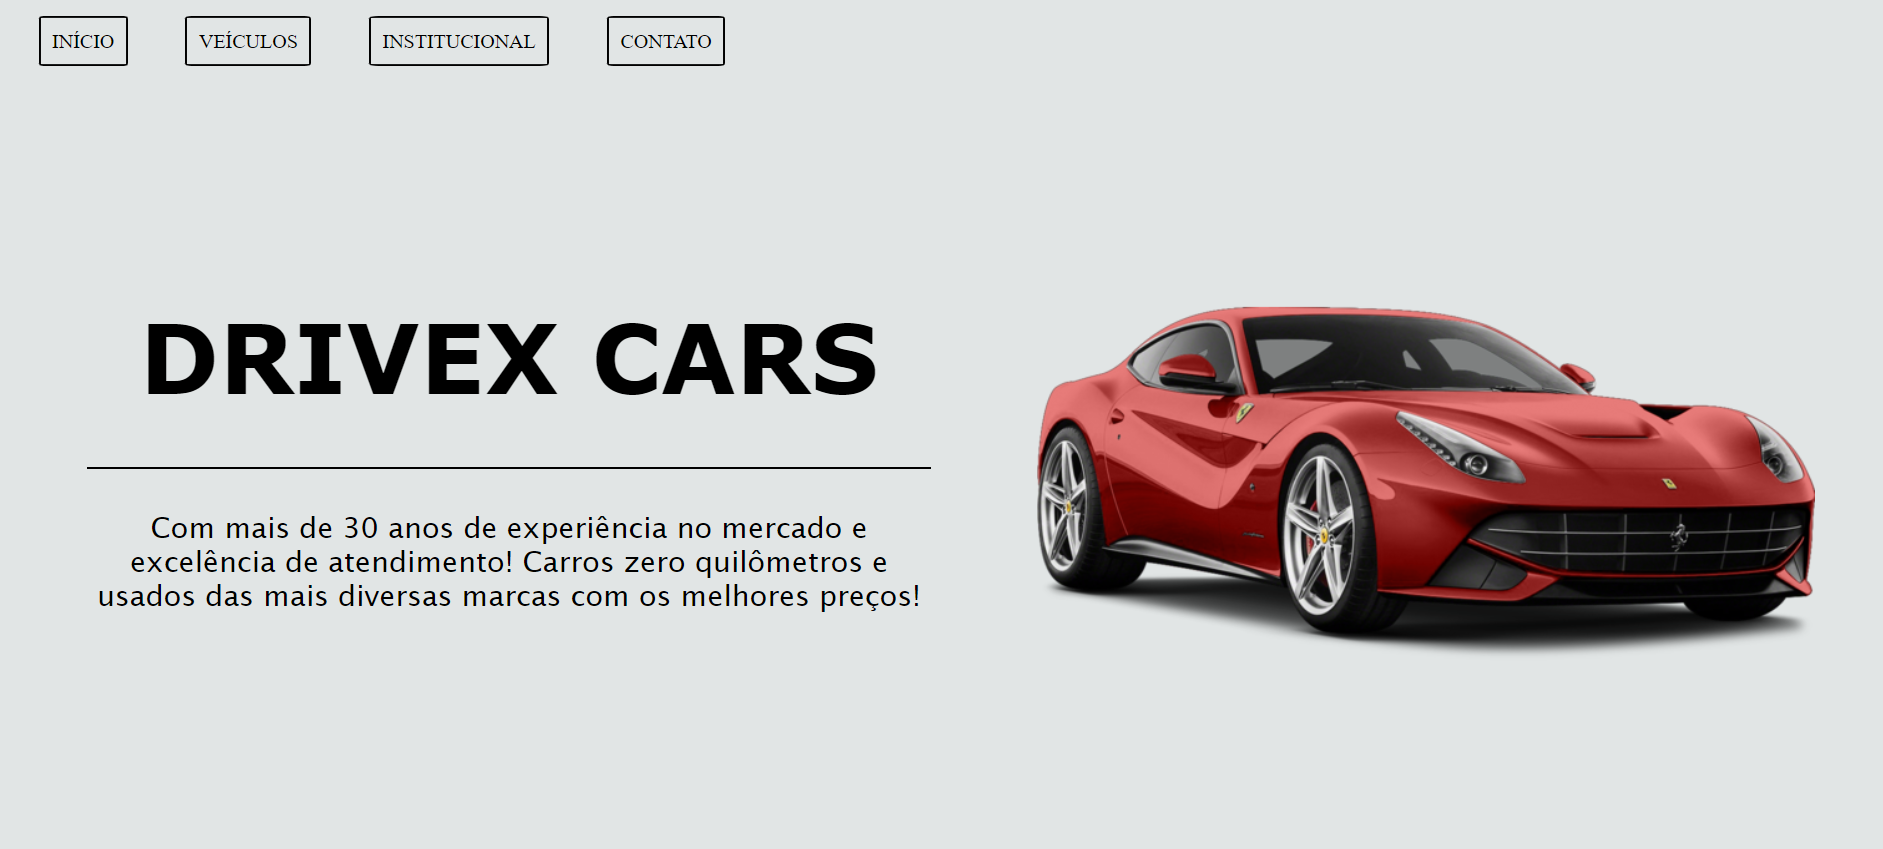 INÍCIO VEÍCULOS INSTITUCIONAL CONTATO
DRIVEX CARS
Com mais de 30 anos de experiência no mercado e
excelência de atendimento! Carros zero quilômetros e
usados das mais diversas marcas com os melhores preços!